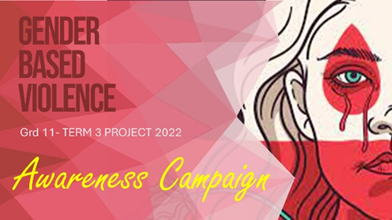 GENDER
BASED
VIOLENCE
Grd 11- TERM 3 PROJECT 2022
Awareness Campaign